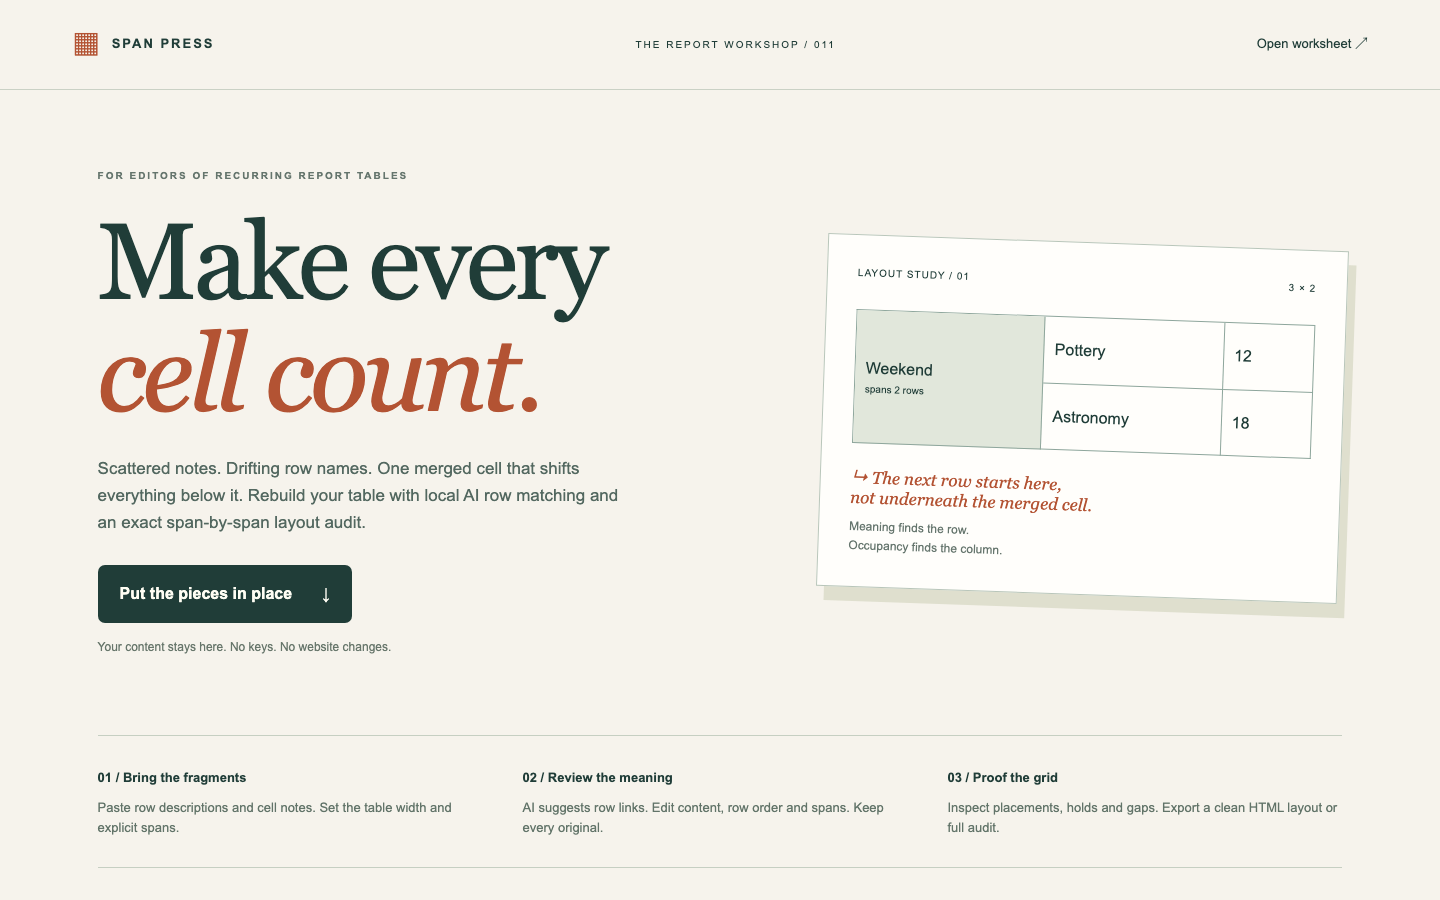 SPAN PRESS
THE REPORT WORKSHOP / 011
Open worksheet ↗
FOR EDITORS OF RECURRING REPORT TABLES
Make every
cell count.
Scattered notes. Drifting row names. One merged cell that shifts
everything below it. Rebuild your table with local AI row matching and
an exact span-by-span layout audit.
Put the pieces in place ↓
Your content stays here. No keys. No website changes.
LAYOUT STUDY / 01
3 × 2
Weekend
spans 2 rows
Pottery
12
Astronomy
18
↪ The next row starts here,
not underneath the merged cell.
Meaning finds the row.
Occupancy finds the column.
01 / Bring the fragments
Paste row descriptions and cell notes. Set the table width and
explicit spans.
02 / Review the meaning
AI suggests row links. Edit content, row order and spans. Keep
every original.
03 / Proof the grid
Inspect placements, holds and gaps. Export a clean HTML layout or
full audit.